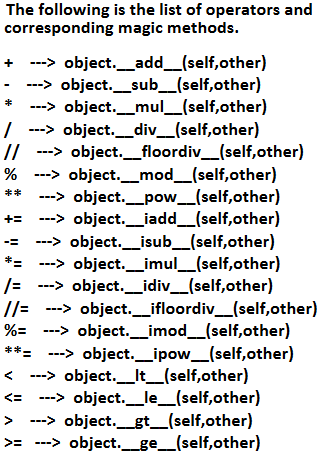 The following is the list of operators and
corresponding magic methods.
+ ---> object.__add__(self,other)
- ---> object.__sub__(self,other)
* ---> object.__mul__(self,other)
/ ---> object.__div__(self,other)
// ---> object.__floordiv__(self,other)
% ---> object.__mod__(self,other)
** ---> object.__pow__(self,other)
+= ---> object.__iadd__(self,other)
-= ---> object.__isub__(self,other)
*= ---> object.__imul__(self,other)
/= ---> object.__idiv__(self,other)
//= ---> object.__ifloordiv__(self,other)
%= ---> object.__imod__(self,other)
**= ---> object.__ipow__(self,other)
< ---> object.__lt__(self,other)
<= ---> object.__le__(self,other)
> ---> object.__gt__(self,other)
>= ---> object.__ge__(self,other)